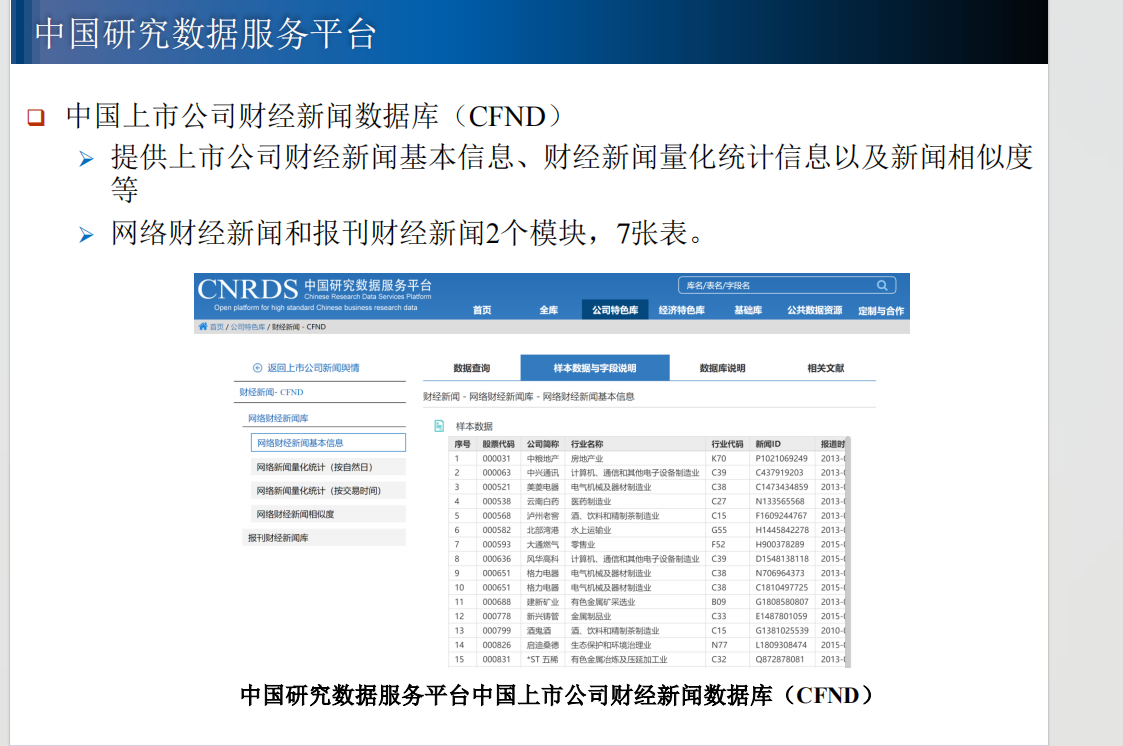 中国研究数据服务平台
中国上市公司财经新闻数据库（CFND）
提供上市公司财经新闻基本信息、财经新闻量化统计信息以及新闻相似度
等
网络财经新闻和报刊财经新闻2个模块，7张表。
CNRDS 中国研究数据服务平台
Chinese Research Data Services Platform
Open platform for high standard Chinese business research data
库名/表名/字段名
首页 全库 公司特色库 经济特色库 基础库 公共数据资源 定制与合作
首页 / 公司特色库 / 财经新闻 - CFND
返回上市公司新闻舆情
财经新闻- CFND
网络财经新闻库
网络财经新闻基本信息
网络新闻量化统计（按自然日）
网络新闻量化统计（按交易时间）
网络财经新闻相似度
报刊财经新闻库
数据查询 样本数据与字段说明 数据库说明 相关文献
财经新闻 - 网络财经新闻库 - 网络财经新闻基本信息
样本数据
序号 股票代码 公司简称 行业名称 行业代码 新闻ID 报道时
1 000031 中粮地产 房地产业 K70 P1021069249 2013-0
2 000063 中兴通讯 计算机、通信和其他电子设备制造业 C39 C437919203 2013-0
3 000521 美菱电器 电气机械及器材制造业 C38 C1473434859 2013-0
4 000538 云南白药 医药制造业 C27 N133565568 2013-0
5 000568 泸州老窖 酒、饮料和精制茶制造业 C15 F1609244767 2013-0
6 000582 北部湾港 水上运输业 G55 H1445842278 2013-0
7 000593 大通燃气 零售业 F52 H900378289 2015-0
8 000636 风华高科 计算机、通信和其他电子设备制造业 C39 D1548138118 2015-0
9 000651 格力电器 电气机械及器材制造业 C38 N706964373 2013-0
10 000651 格力电器 电气机械及器材制造业 C38 C1810497725 2015-0
11 000688 建新矿业 有色金属矿采选业 B09 G1808580807 2013-0
12 000778 新兴铸管 金属制品业 C33 E1487801059 2015-0
13 000799 酒鬼酒 酒、饮料和精制茶制造业 C15 G1381025539 2010-0
14 000826 启迪桑德 生态保护和环境治理业 N77 L1809308474 2015-0
15 000831 *ST 五稀 有色金属冶炼及压延加工业 C32 Q872878081 2013-0
中国研究数据服务平台中国上市公司财经新闻数据库（CFND）